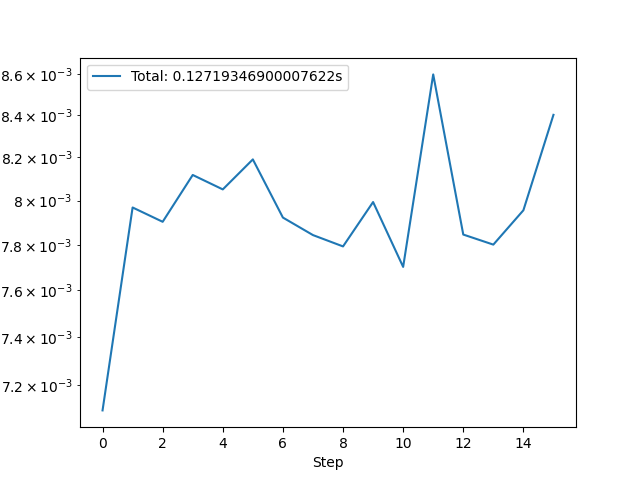 Total: 0.12719346900007622s
8.6 × 10⁻³
8.4 × 10⁻³
8.2 × 10⁻³
8 × 10⁻³
7.8 × 10⁻³
7.6 × 10⁻³
7.4 × 10⁻³
7.2 × 10⁻³
0 2 4 6 8 10 12 14
Step